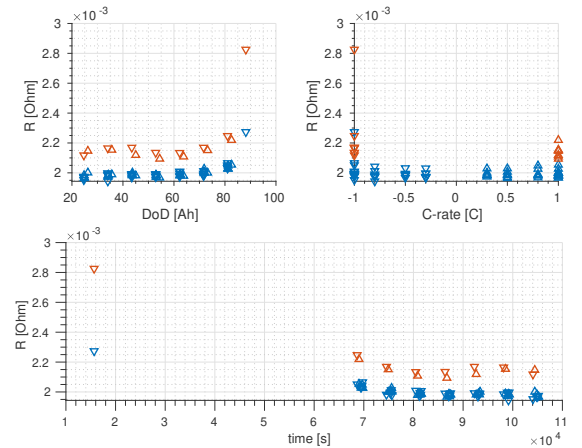 ×10⁻³ ×10⁻³
3 3
2.8 2.8
2.6 2.6
2.4 2.4
2.2 2.2
2 2
R [Ohm] R [Ohm]
20 40 60 80 100 -1 -0.5 0 0.5 1
DoD [Ah] C-rate [C]
×10⁻³
3
2.8
2.6
2.4
2.2
2
R [Ohm]
1 2 3 4 5 6 7 8 9 10 11
time [s] ×10⁴